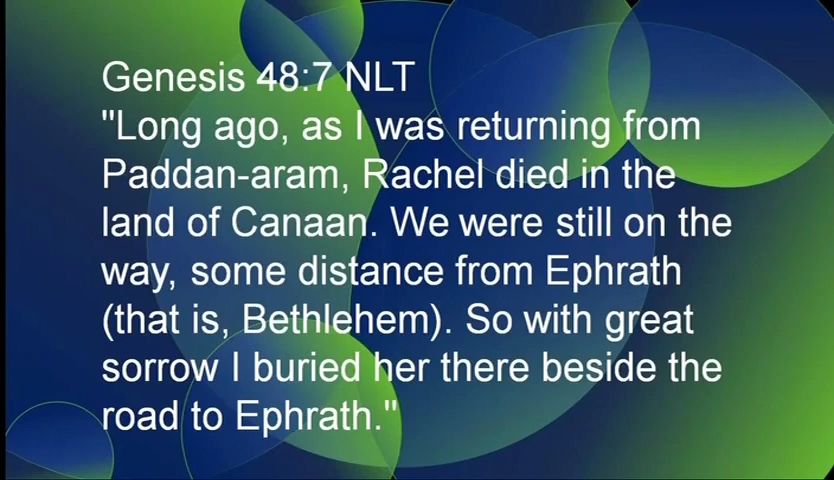 Genesis 48:7 NLT
"Long ago, as I was returning from
Paddan-aram, Rachel died in the
land of Canaan. We were still on the
way, some distance from Ephrath
(that is, Bethlehem). So with great
sorrow I buried her there beside the
road to Ephrath."